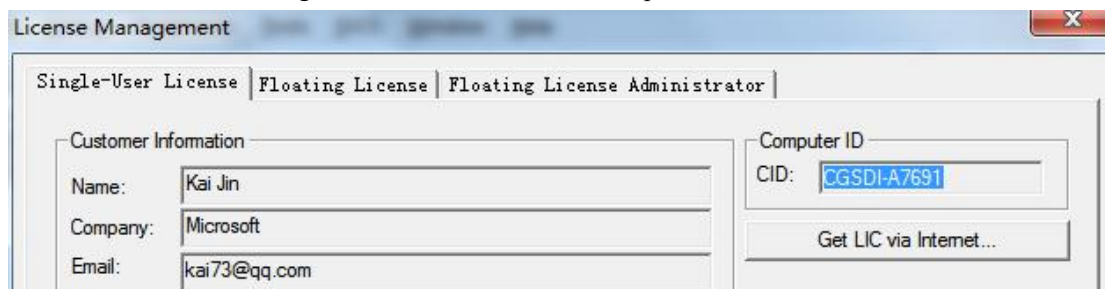 License Management
Single-User License Floating License Floating License Administrator
Customer Information
Name: Kai Jin
Company: Microsoft
Email: kai73@qq.com
Computer ID
CID: CGSDI-A7691
Get LIC via Internet...